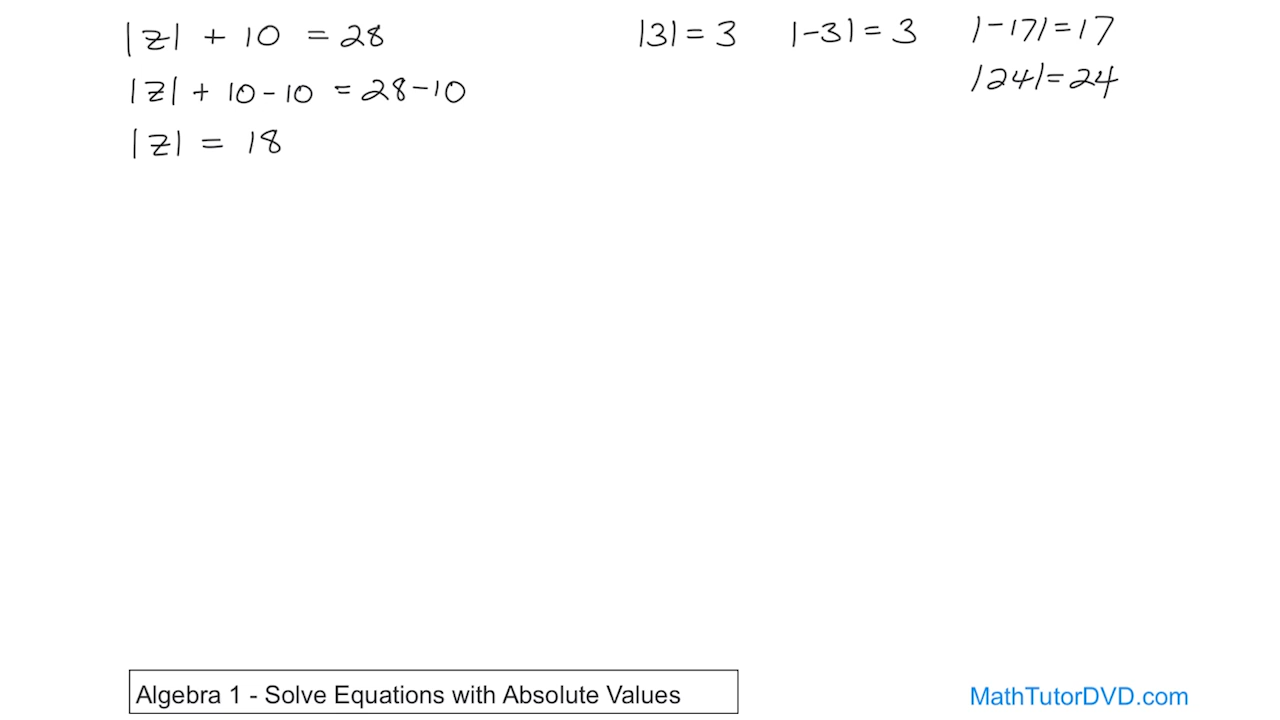 |z| + 10 = 28
|z| + 10 - 10 = 28 - 10
|z| = 18
|3| = 3 |-3| = 3 |-17| = 17
|24| = 24
Algebra 1 - Solve Equations with Absolute Values
MathTutorDVD.com